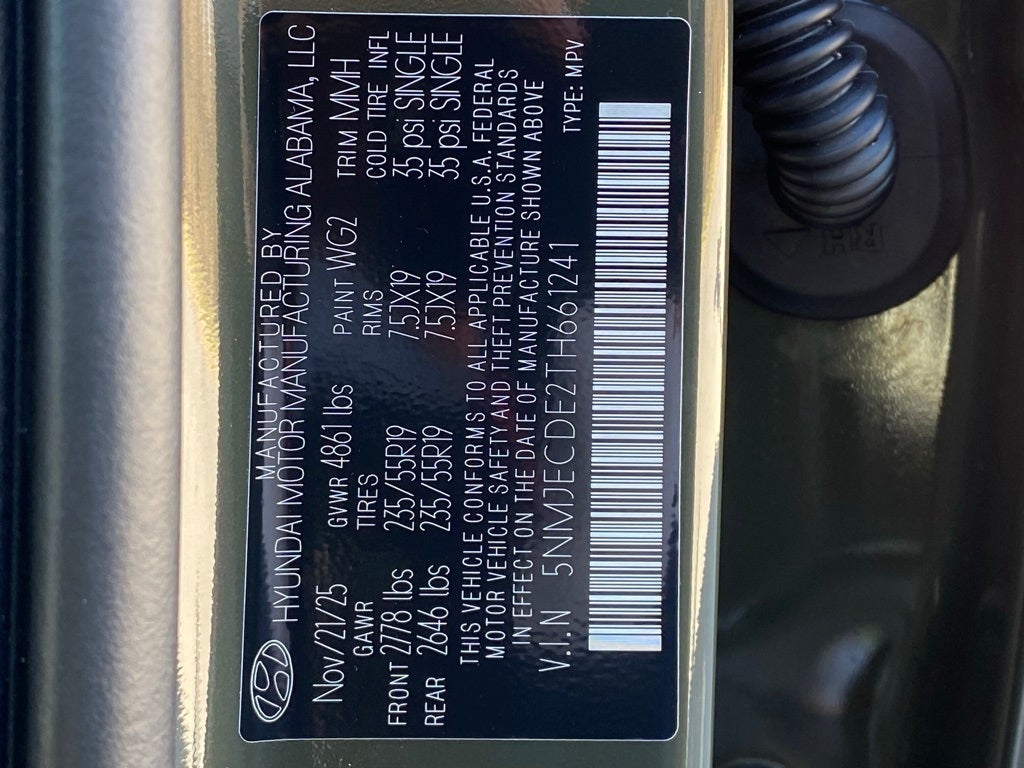 MANUFACTURED BY
HYUNDAI MOTOR MANUFACTURING ALABAMA, LLC
Nov/21/25 GVWR 4861 lbs PAINT WG2 TRIM MMH
GAWR TIRES RIMS COLD TIRE INFL
FRONT 2778 lbs 235/55R19 7.5JX19 35 psi SINGLE
REAR 2646 lbs 235/55R19 7.5JX19 35 psi SINGLE
THIS VEHICLE CONFORMS TO ALL APPLICABLE U.S.A. FEDERAL
MOTOR VEHICLE SAFETY AND THEFT PREVENTION STANDARDS
IN EFFECT ON THE DATE OF MANUFACTURE SHOWN ABOVE
V.I.N 5NMJECDE2TH661241
TYPE: MPV
RH